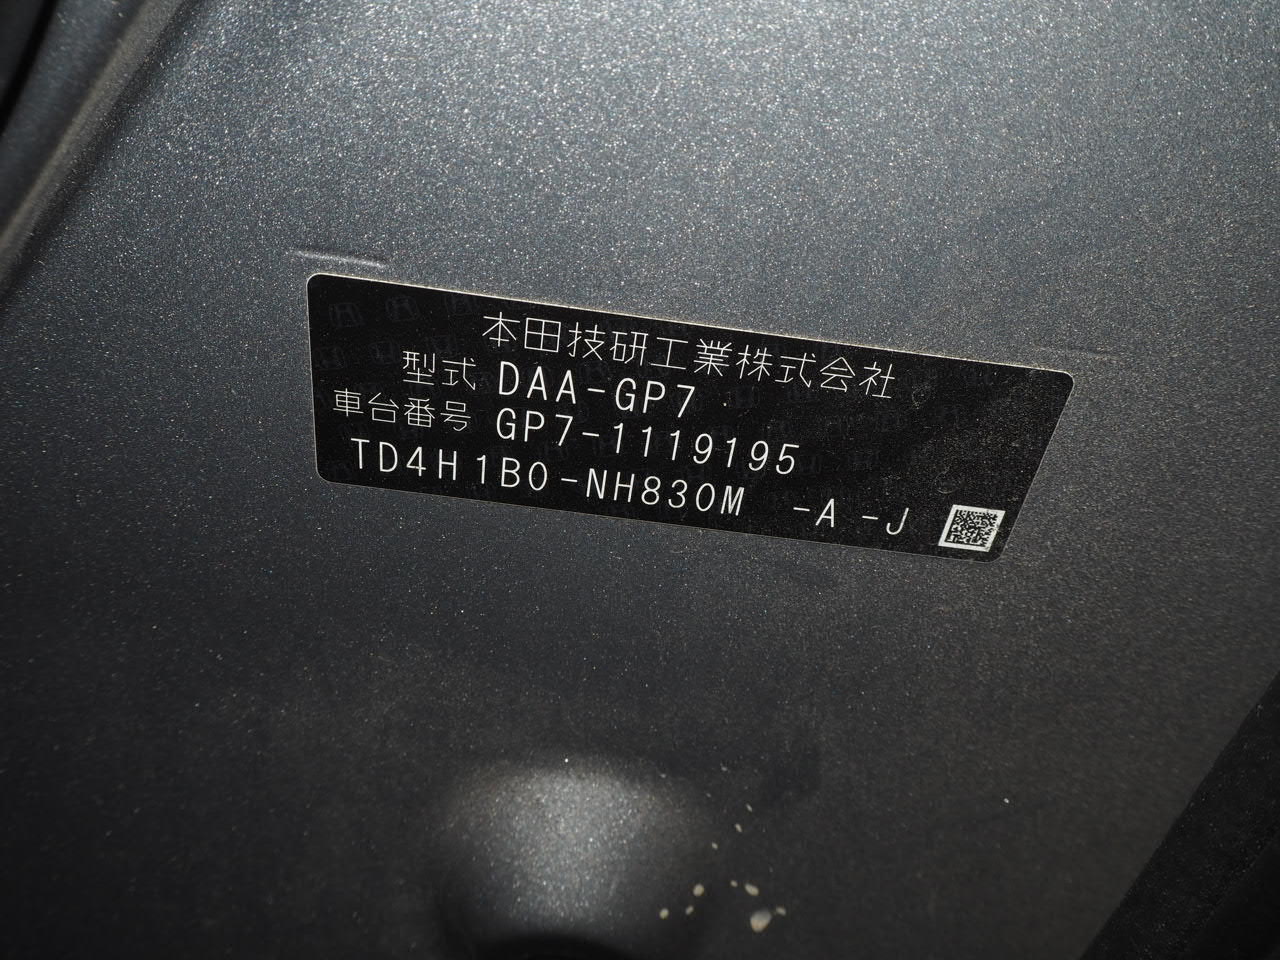 本田技研工業株式会社
型式 DAA-GP7
車台番号 GP7-1119195
TD4H1B0-NH830M -A -J